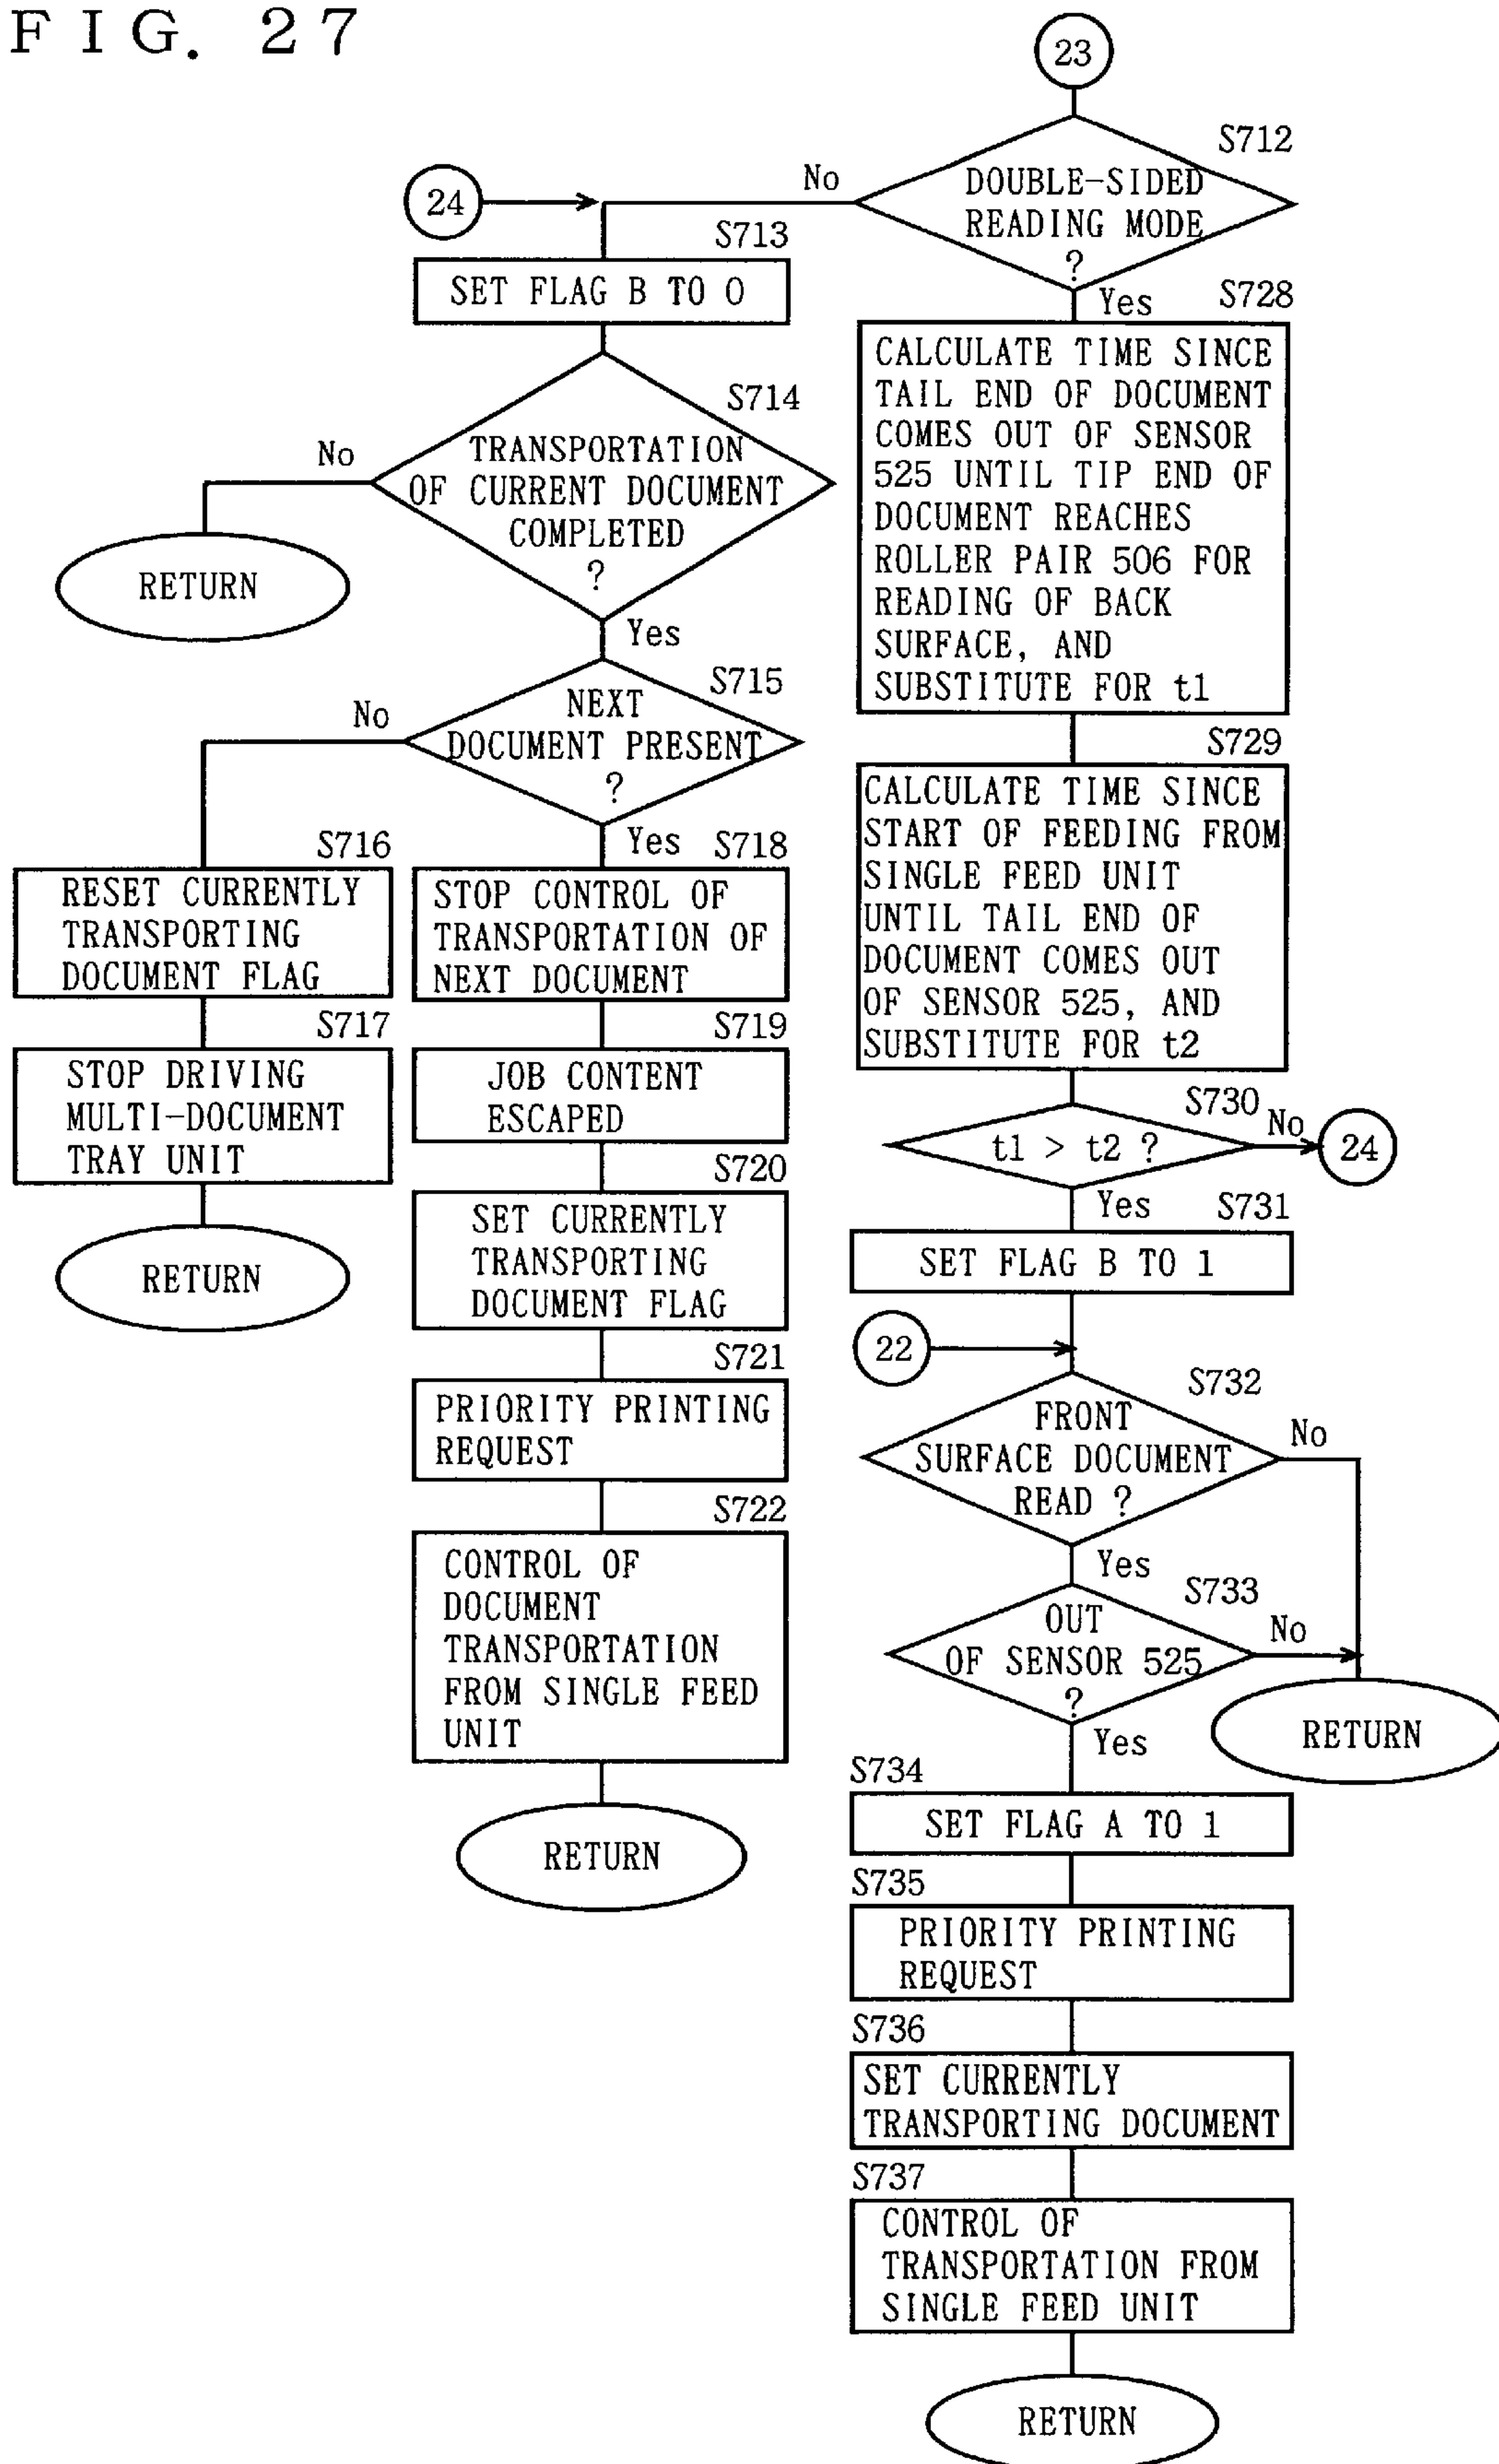 FIG. 27
23
S712
DOUBLE-SIDED
READING MODE
?
No
Yes
24
S713
SET FLAG B TO 0
S714
TRANSPORTATION
OF CURRENT DOCUMENT
COMPLETED
?
No
RETURN
Yes
S715
NEXT
DOCUMENT PRESENT
?
No
Yes
S716
RESET CURRENTLY
TRANSPORTING
DOCUMENT FLAG
S717
STOP DRIVING
MULTI-DOCUMENT
TRAY UNIT
RETURN
S718
STOP CONTROL OF
TRANSPORTATION OF
NEXT DOCUMENT
S719
JOB CONTENT
ESCAPED
S720
SET CURRENTLY
TRANSPORTING
DOCUMENT FLAG
S721
PRIORITY PRINTING
REQUEST
S722
CONTROL OF
DOCUMENT
TRANSPORTATION
FROM SINGLE FEED
UNIT
RETURN
S728
CALCULATE TIME SINCE
TAIL END OF DOCUMENT
COMES OUT OF SENSOR
525 UNTIL TIP END OF
DOCUMENT REACHES
ROLLER PAIR 506 FOR
READING OF BACK
SURFACE, AND
SUBSTITUTE FOR t1
S729
CALCULATE TIME SINCE
START OF FEEDING FROM
SINGLE FEED UNIT
UNTIL TAIL END OF
DOCUMENT COMES OUT
OF SENSOR 525, AND
SUBSTITUTE FOR t2
S730
t1 > t2 ?
No
24
Yes
S731
SET FLAG B TO 1
22
S732
FRONT
SURFACE DOCUMENT
READ ?
No
Yes
S733
OUT
OF SENSOR 525
?
No
RETURN
Yes
S734
SET FLAG A TO 1
S735
PRIORITY PRINTING
REQUEST
S736
SET CURRENTLY
TRANSPORTING DOCUMENT
S737
CONTROL OF
TRANSPORTATION FROM
SINGLE FEED UNIT
RETURN